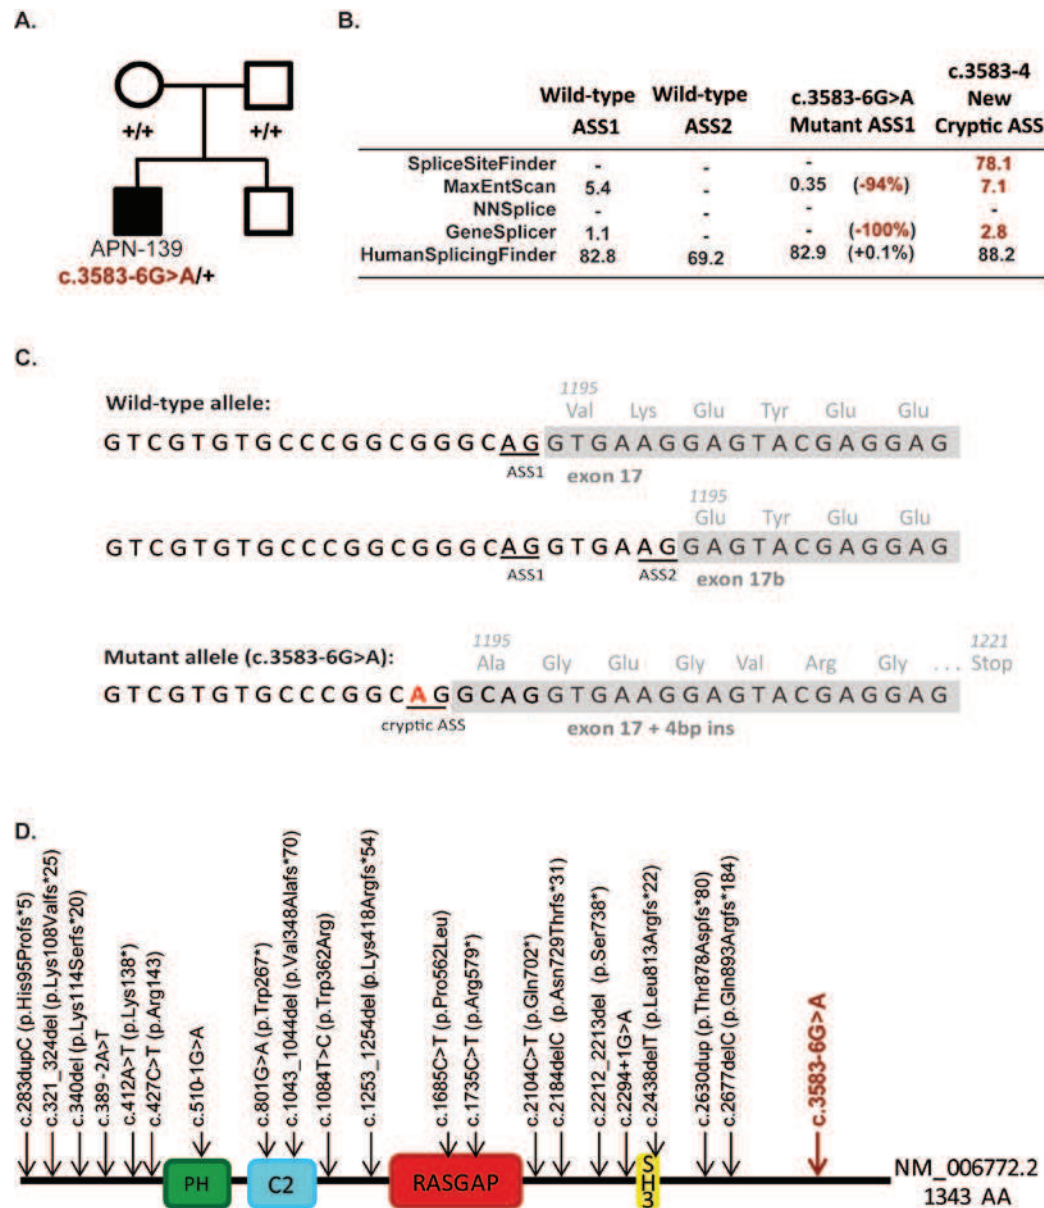 A.
+/+ +/+
APN-139
c.3583-6G>A/+
B.
Wild-type ASS1 Wild-type ASS2 c.3583-6G>A Mutant ASS1 c.3583-4 New Cryptic ASS
SpliceSiteFinder - - - 78.1
MaxEntScan 5.4 - 0.35 (-94%) 7.1
NNSplice - - - -
GeneSplicer 1.1 - - (-100%) 2.8
HumanSplicingFinder 82.8 69.2 82.9 (+0.1%) 88.2
C.
1195
Wild-type allele: Val Lys Glu Tyr Glu Glu
GTCGTGTGCCCGGCGGGCAGGTGAAGGAGTACGAGGAG
ASS1 exon 17
1195
Glu Tyr Glu Glu
GTCGTGTGCCCGGCGGGCAGGTGAAGGAGTACGAGGAG
ASS1 ASS2 exon 17b
1195 1221
Mutant allele (c.3583-6G>A): Ala Gly Glu Gly Val Arg Gly ... Stop
GTCGTGTGCCCGGCAGGCAGGTGAAGGAGTACGAGGAG
cryptic ASS exon 17 + 4bp ins
D.
c.283dupC (p.His95Profs*5)
c.321_324del (p.Lys108Valfs*25)
c.340del (p.Lys114Serfs*20)
c.389-2A>T
c.412A>T (p.Lys138*)
c.427C>T (p.Arg143)
c.510-1G>A
c.801G>A (p.Trp267*)
c.1043_1044del (p.Val348Alafs*70)
c.1084T>C (p.Trp362Arg)
c.1253_1254del (p.Lys418Argfs*54)
c.1685C>T (p.Pro562Leu)
c.1735C>T (p.Arg579*)
c.2104C>T (p.Gln702*)
c.2184delC (p.Asn729Thrfs*31)
c.2212_2213del (p.Ser738*)
c.2294+1G>A
c.2438delT (p.Leu813Argfs*22)
c.2630dup (p.Thr878Aspfs*80)
c.2677delC (p.Gln893Argfs*184)
c.3583-6G>A
PH C2 RASGAP SH3
NM_006772.2
1343 AA